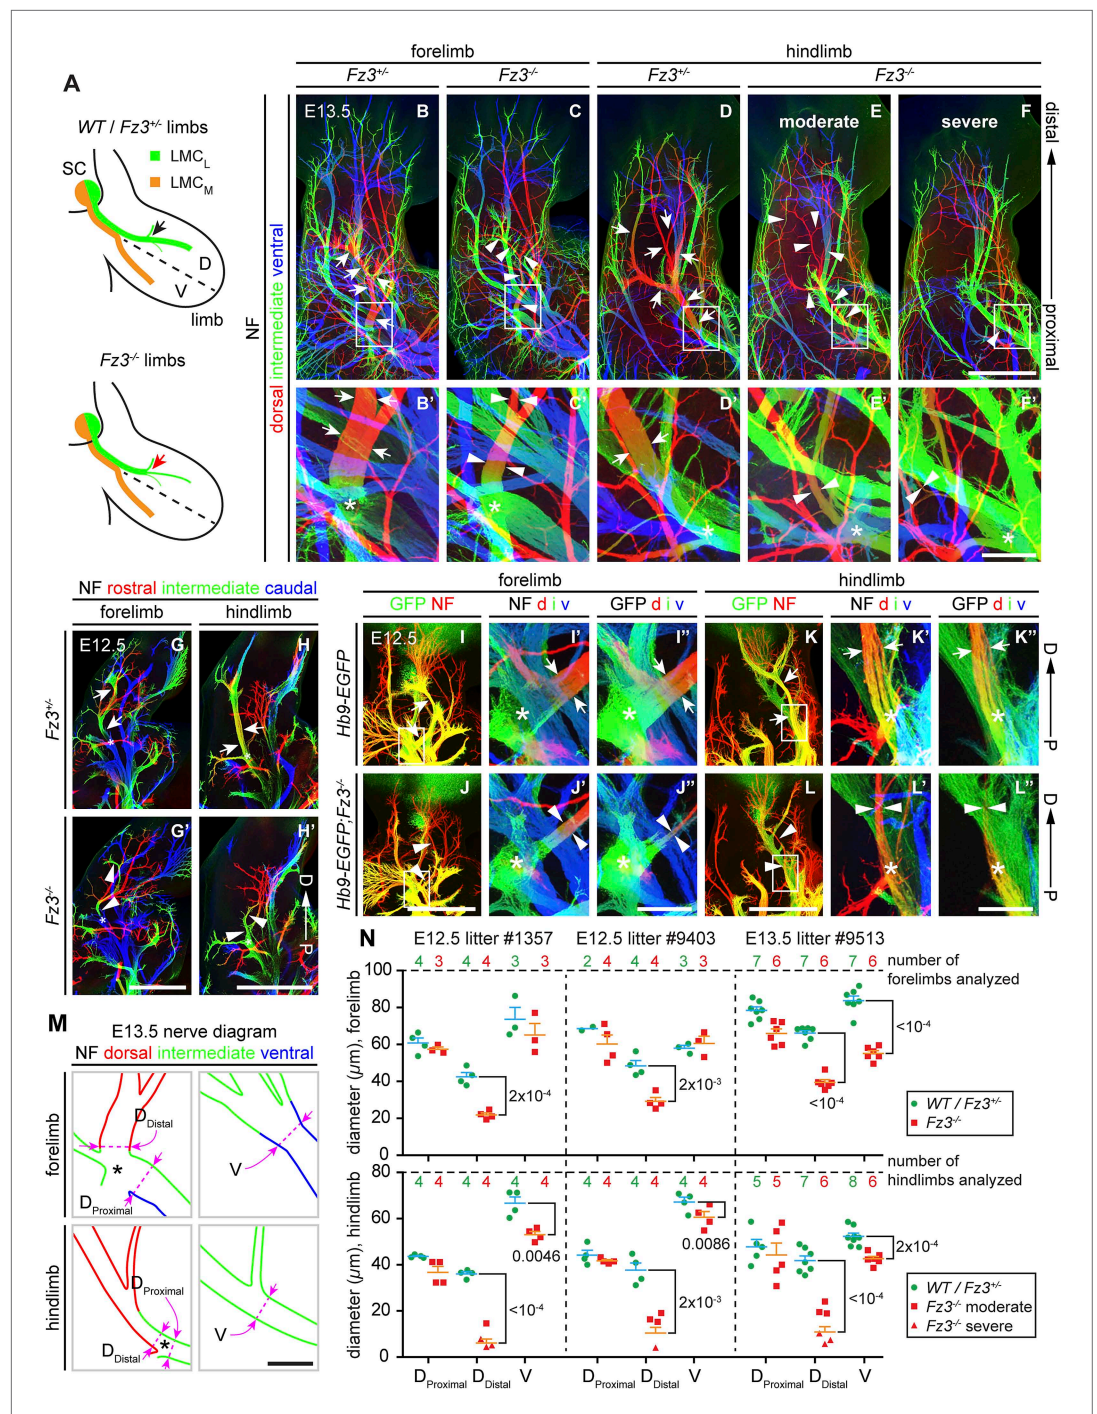 forelimb
hindlimb
Fz3+/-
Fz3-/-
Fz3+/-
Fz3-/-
A
WT / Fz3+/- limbs
SC
LMCL
LMCM
D
V
limb
Fz3-/- limbs
NF
dorsal intermediate ventral
E13.5
B
C
D
E
F
moderate
severe
distal
proximal
B'
*
C'
*
D'
*
E'
*
F'
*
NF rostral intermediate caudal
forelimb
hindlimb
Fz3+/-
E12.5
G
*
H
Fz3-/-
G'
*
H'
*
D
P
forelimb
hindlimb
GFP NF
NF d i v
GFP d i v
GFP NF
NF d i v
GFP d i v
Hb9-EGFP
E12.5
I
I'
*
I''
*
K
K'
*
K''
*
D
P
Hb9-EGFP;Fz3-/-
J
J'
*
J''
*
L
L'
*
L''
*
D
P
M
E13.5 nerve diagram
NF dorsal intermediate ventral
forelimb
DDistal
*
DProximal
V
hindlimb
DProximal
DDistal
*
V
N
E12.5 litter #1357
E12.5 litter #9403
E13.5 litter #9513
4 3 4 4 3 3
2 4 4 4 3 3
7 6 7 6 7 6
number of
forelimbs analyzed
diameter (µm), forelimb
100
80
60
40
20
0
2x10-4
2x10-3
<10-4
<10-4
WT / Fz3+/-
Fz3-/-
4 4 4 4 4 4
4 4 4 4 4 4
5 5 7 6 8 6
number of
hindlimbs analyzed
diameter (µm), hindlimb
80
60
40
20
0
<10-4
0.0046
2x10-3
0.0086
<10-4
2x10-4
WT / Fz3+/-
Fz3-/- moderate
Fz3-/- severe
DProximal
DDistal
V
DProximal
DDistal
V
DProximal
DDistal
V